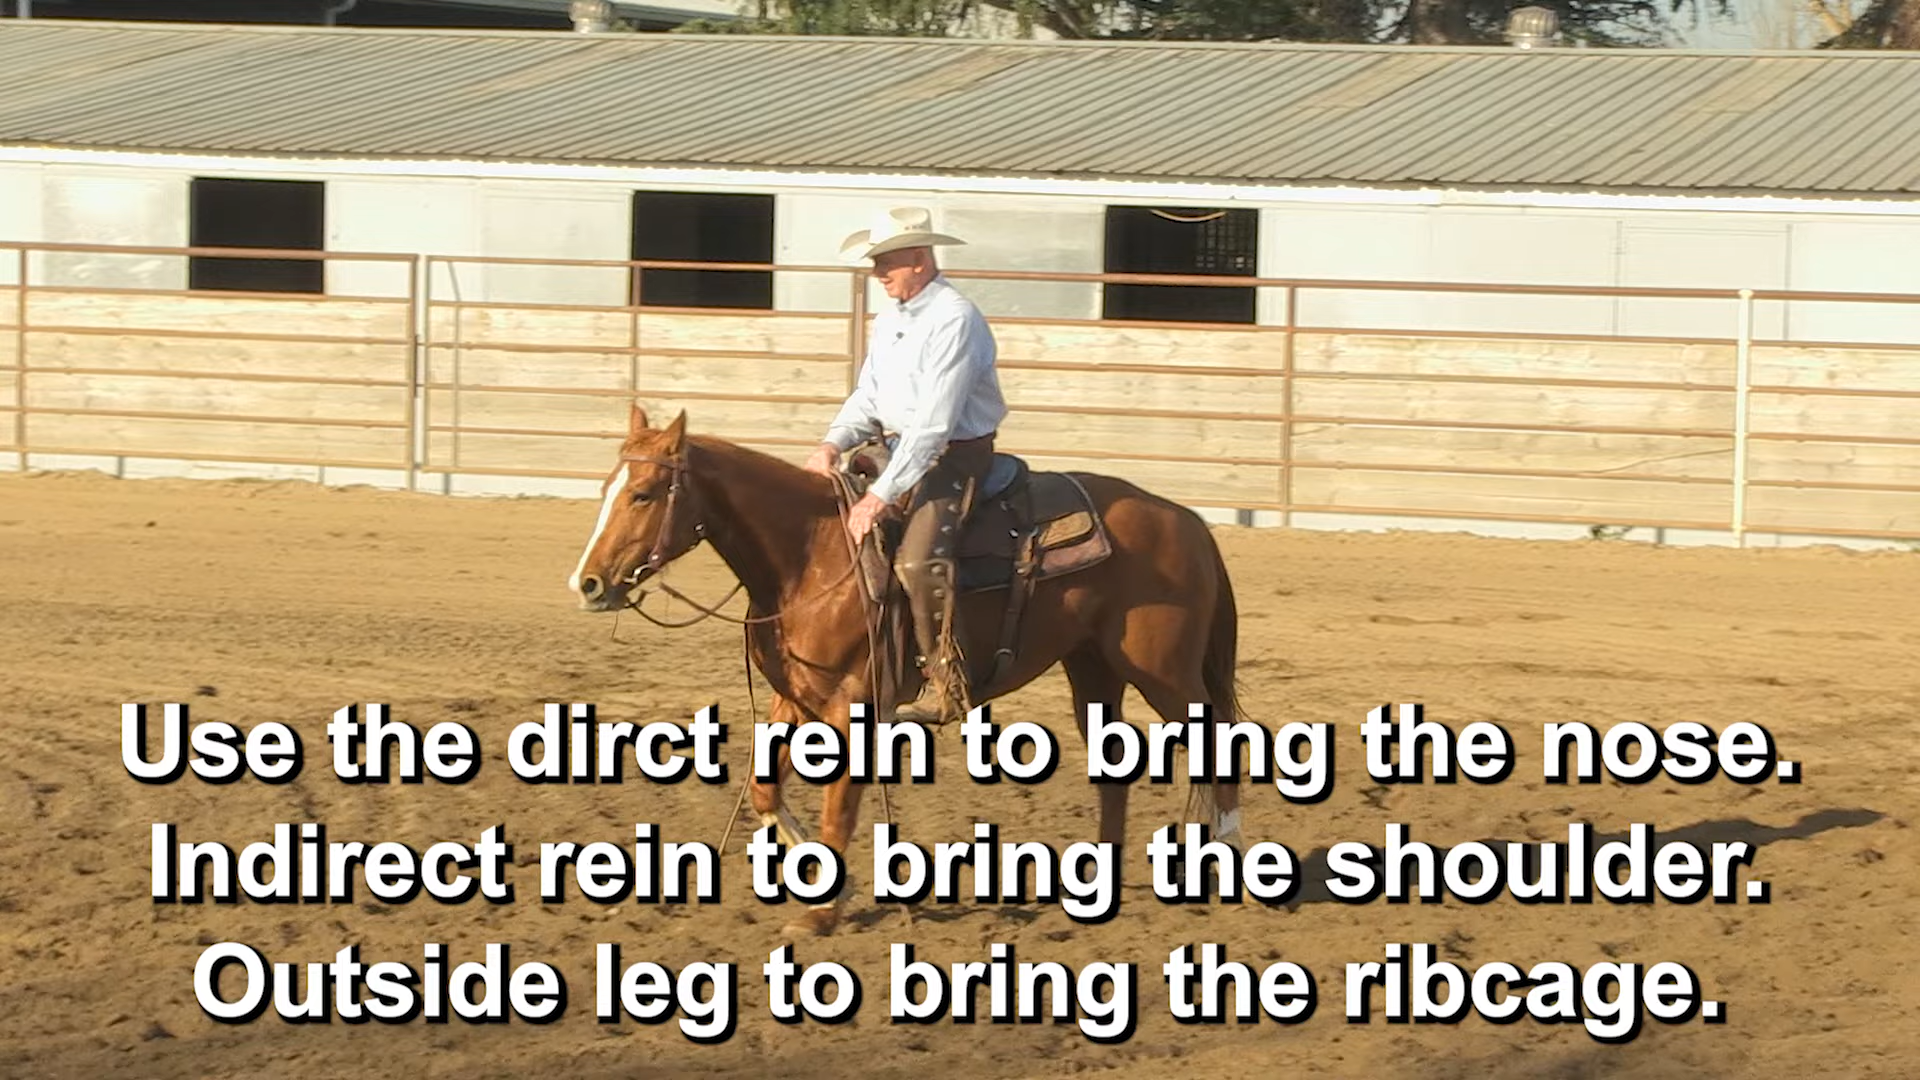 Use the dirct rein to bring the nose.
Indirect rein to bring the shoulder.
Outside leg to bring the ribcage.